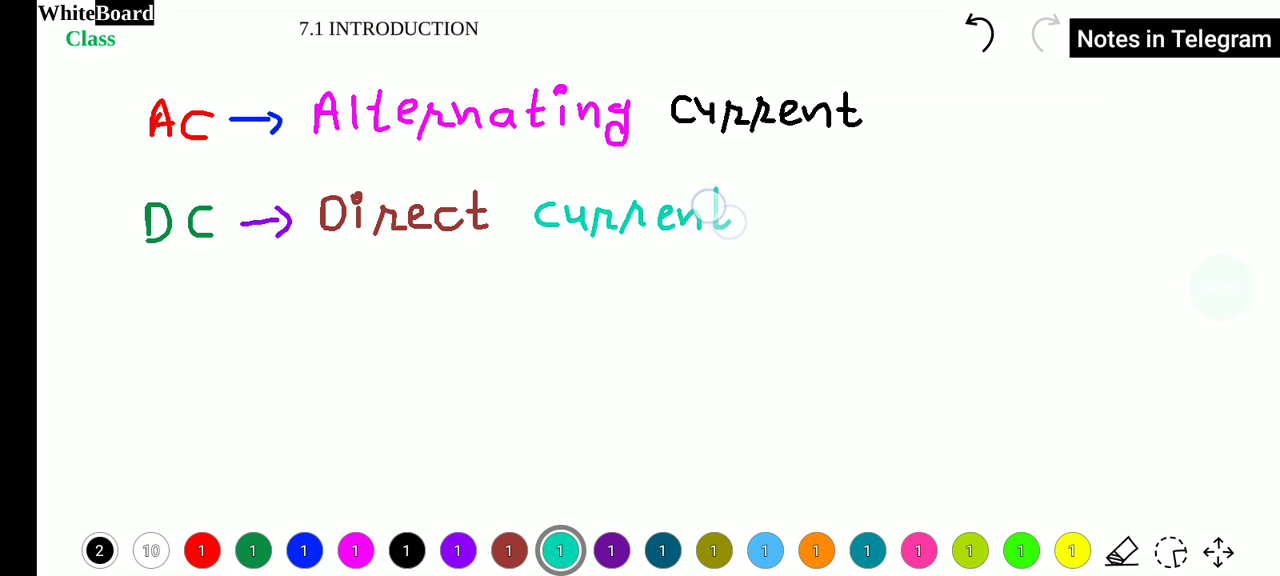 WhiteBoard
Class
7.1 INTRODUCTION
Notes in Telegram
AC → Alternating current
DC → Direct current
2 10 1 1 1 1 1 1 1 1 1 1 1 1 1 1 1 1 1 1